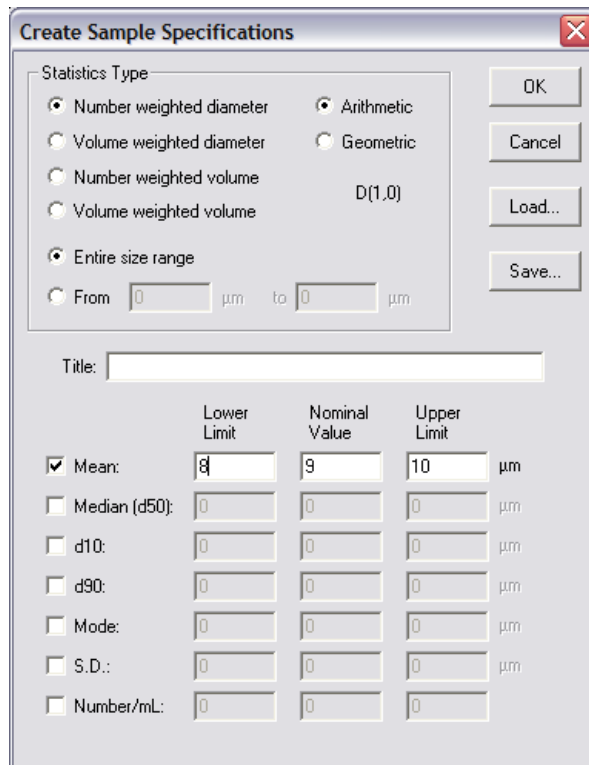 Create Sample Specifications
Statistics Type
Number weighted diameter
Arithmetic
Volume weighted diameter
Geometric
Number weighted volume
D(1,0)
Volume weighted volume
Entire size range
From 0 µm to 0 µm
OK
Cancel
Load...
Save...
Title:
Lower Limit
Nominal Value
Upper Limit
Mean: 8 9 10 µm
Median (d50): 0 0 0 µm
d10: 0 0 0 µm
d90: 0 0 0 µm
Mode: 0 0 0 µm
S.D.: 0 0 0 µm
Number/mL: 0 0 0